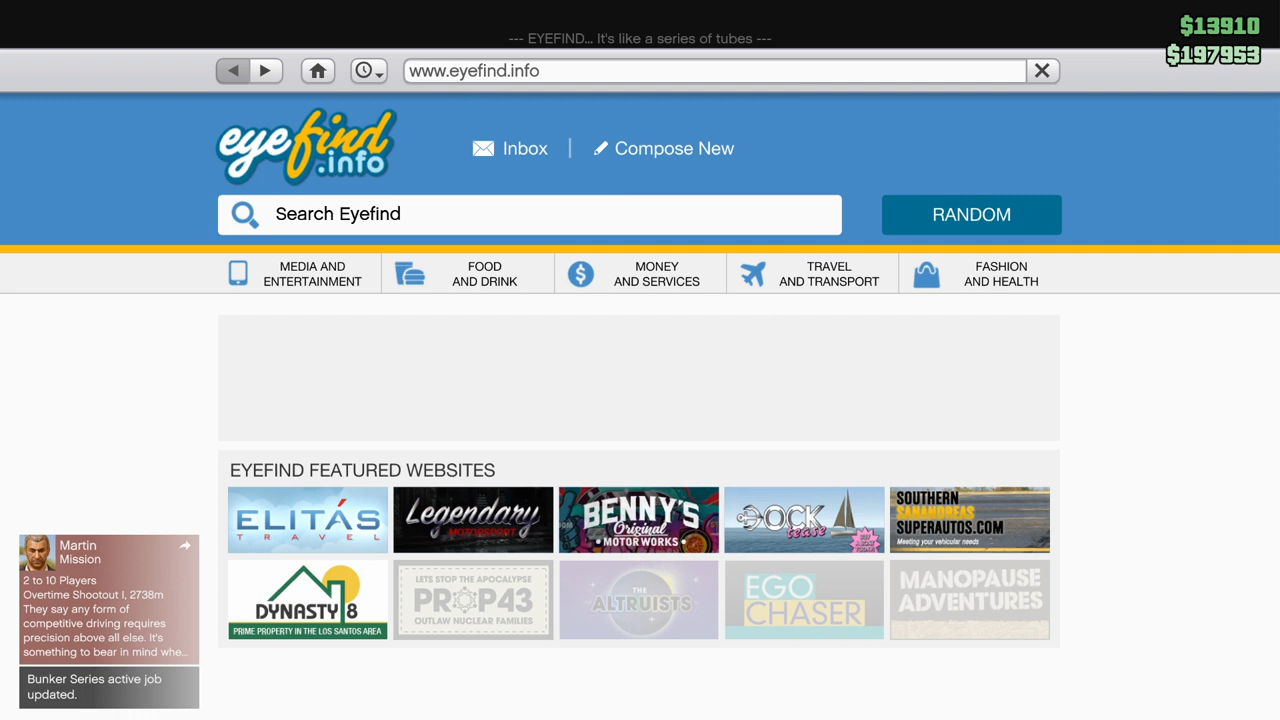 --- EYEFIND... It's like a series of tubes ---
$13910
$197953
www.eyefind.info
eyefind
.info
Inbox
Compose New
Search Eyefind
RANDOM
MEDIA AND
ENTERTAINMENT
FOOD
AND DRINK
MONEY
AND SERVICES
TRAVEL
AND TRANSPORT
FASHION
AND HEALTH
EYEFIND FEATURED WEBSITES
ELITÁS
TRAVEL
Legendary
MOTORSPORT
BENNY'S
Original
MOTORWORKS
DOCK
tease
SOUTHERN
SANANDREAS
SUPERAUTOS.COM
Meeting your vehicular needs
DYNASTY 8
PRIME PROPERTY IN THE LOS SANTOS AREA
LETS STOP THE APOCALYPSE
PROP43
OUTLAW NUCLEAR FAMILIES
THE
ALTRUISTS
EGO
CHASER
MANOPAUSE
ADVENTURES
Martin
Mission
2 to 10 Players
Overtime Shootout I, 2738m
They say any form of
competitive driving requires
precision above all else. It's
something to bear in mind whe...
Bunker Series active job
updated.